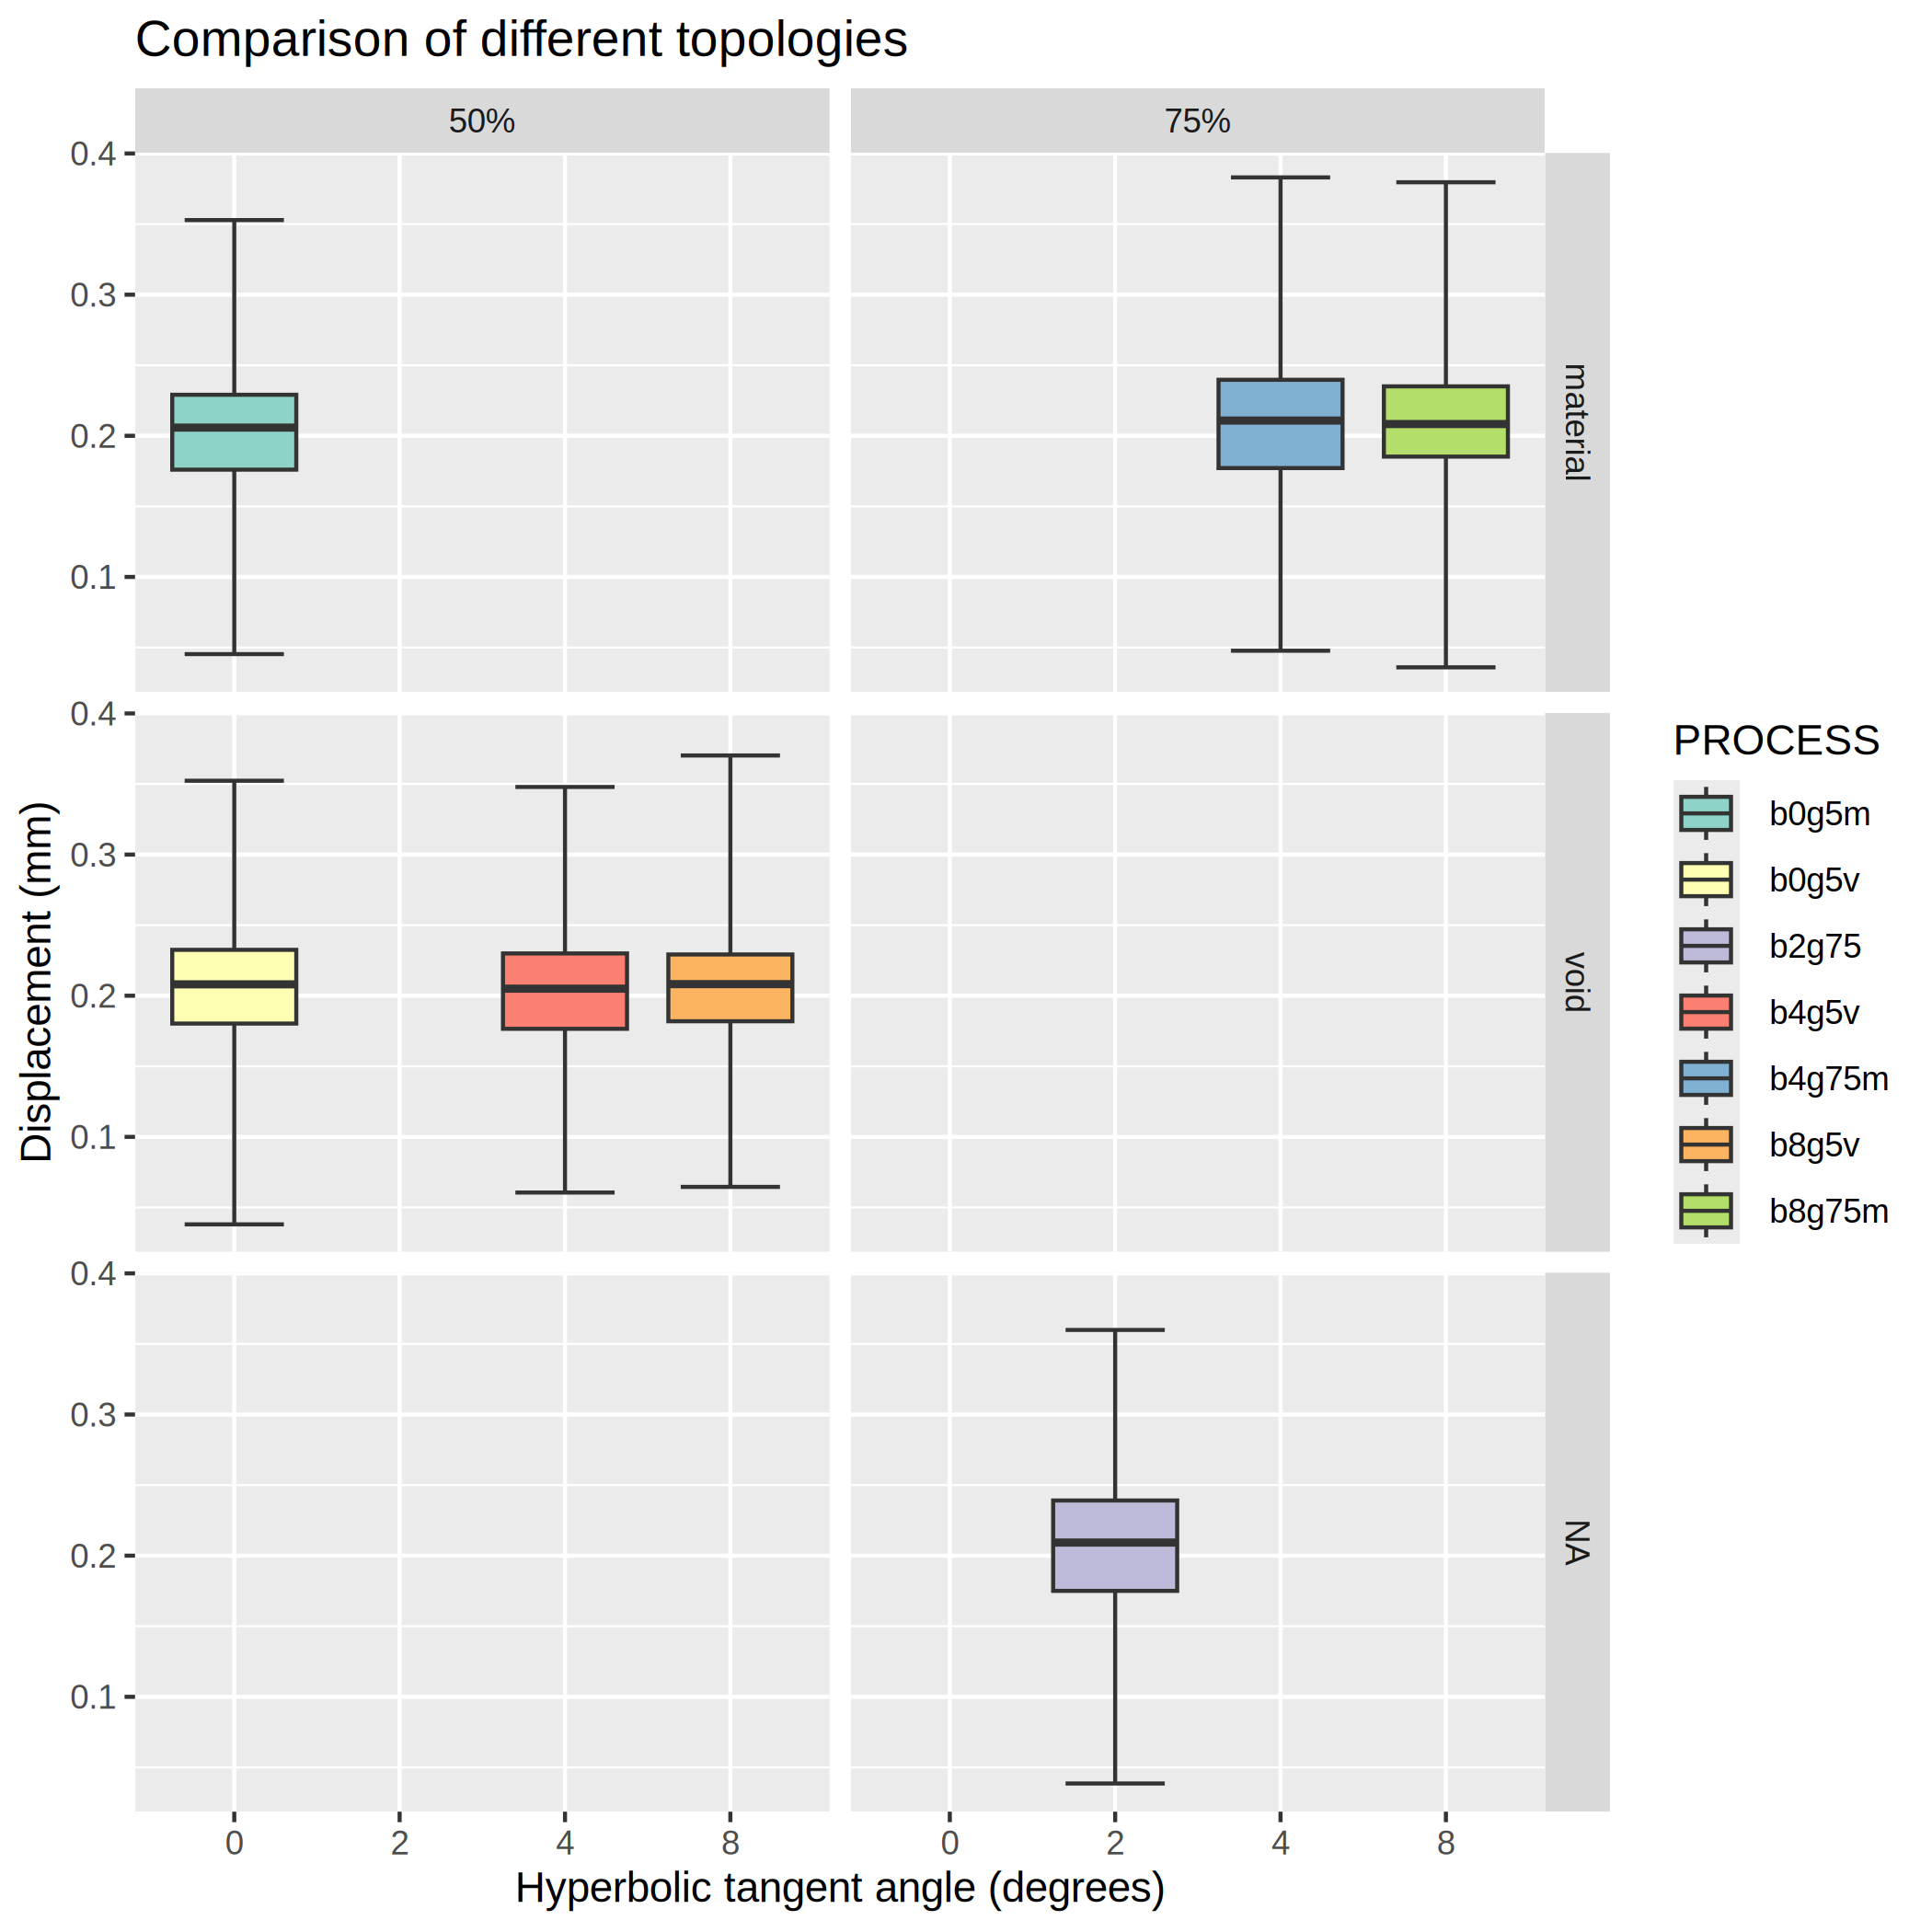 Comparison of different topologies
50%
75%
0.4
0.3
0.2
0.1
material
0.4
0.3
0.2
0.1
void
0.4
0.3
0.2
0.1
NA
Displacement (mm)
0 2 4 8
0 2 4 8
Hyperbolic tangent angle (degrees)
PROCESS
b0g5m
b0g5v
b2g75
b4g5v
b4g75m
b8g5v
b8g75m